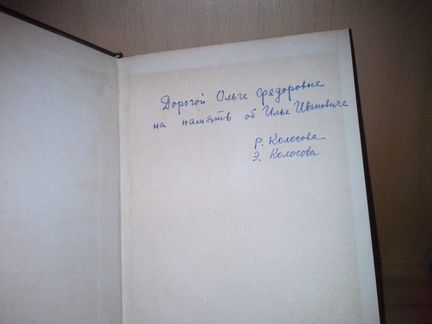 Дорогой Ольге Федоровне
на память об Илье Ивановиче
Р. Колосова
Э. Колосова